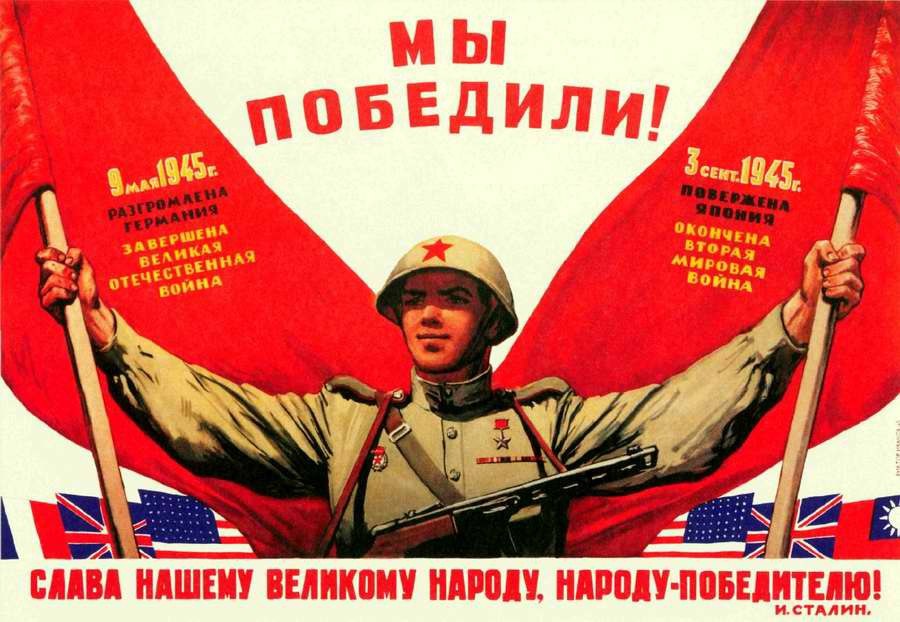 МЫ
ПОБЕДИЛИ!
9 МАЯ 1945 г.
РАЗГРОМЛЕНА
ГЕРМАНИЯ
ЗАВЕРШЕНА
ВЕЛИКАЯ
ОТЕЧЕСТВЕННАЯ
ВОЙНА
3 СЕНТ. 1945 г.
ПОВЕРЖЕНА
ЯПОНИЯ
ОКОНЧЕНА
ВТОРАЯ
МИРОВАЯ
ВОЙНА
СЛАВА НАШЕМУ ВЕЛИКОМУ НАРОДУ, НАРОДУ-ПОБЕДИТЕЛЮ!
И. СТАЛИН.